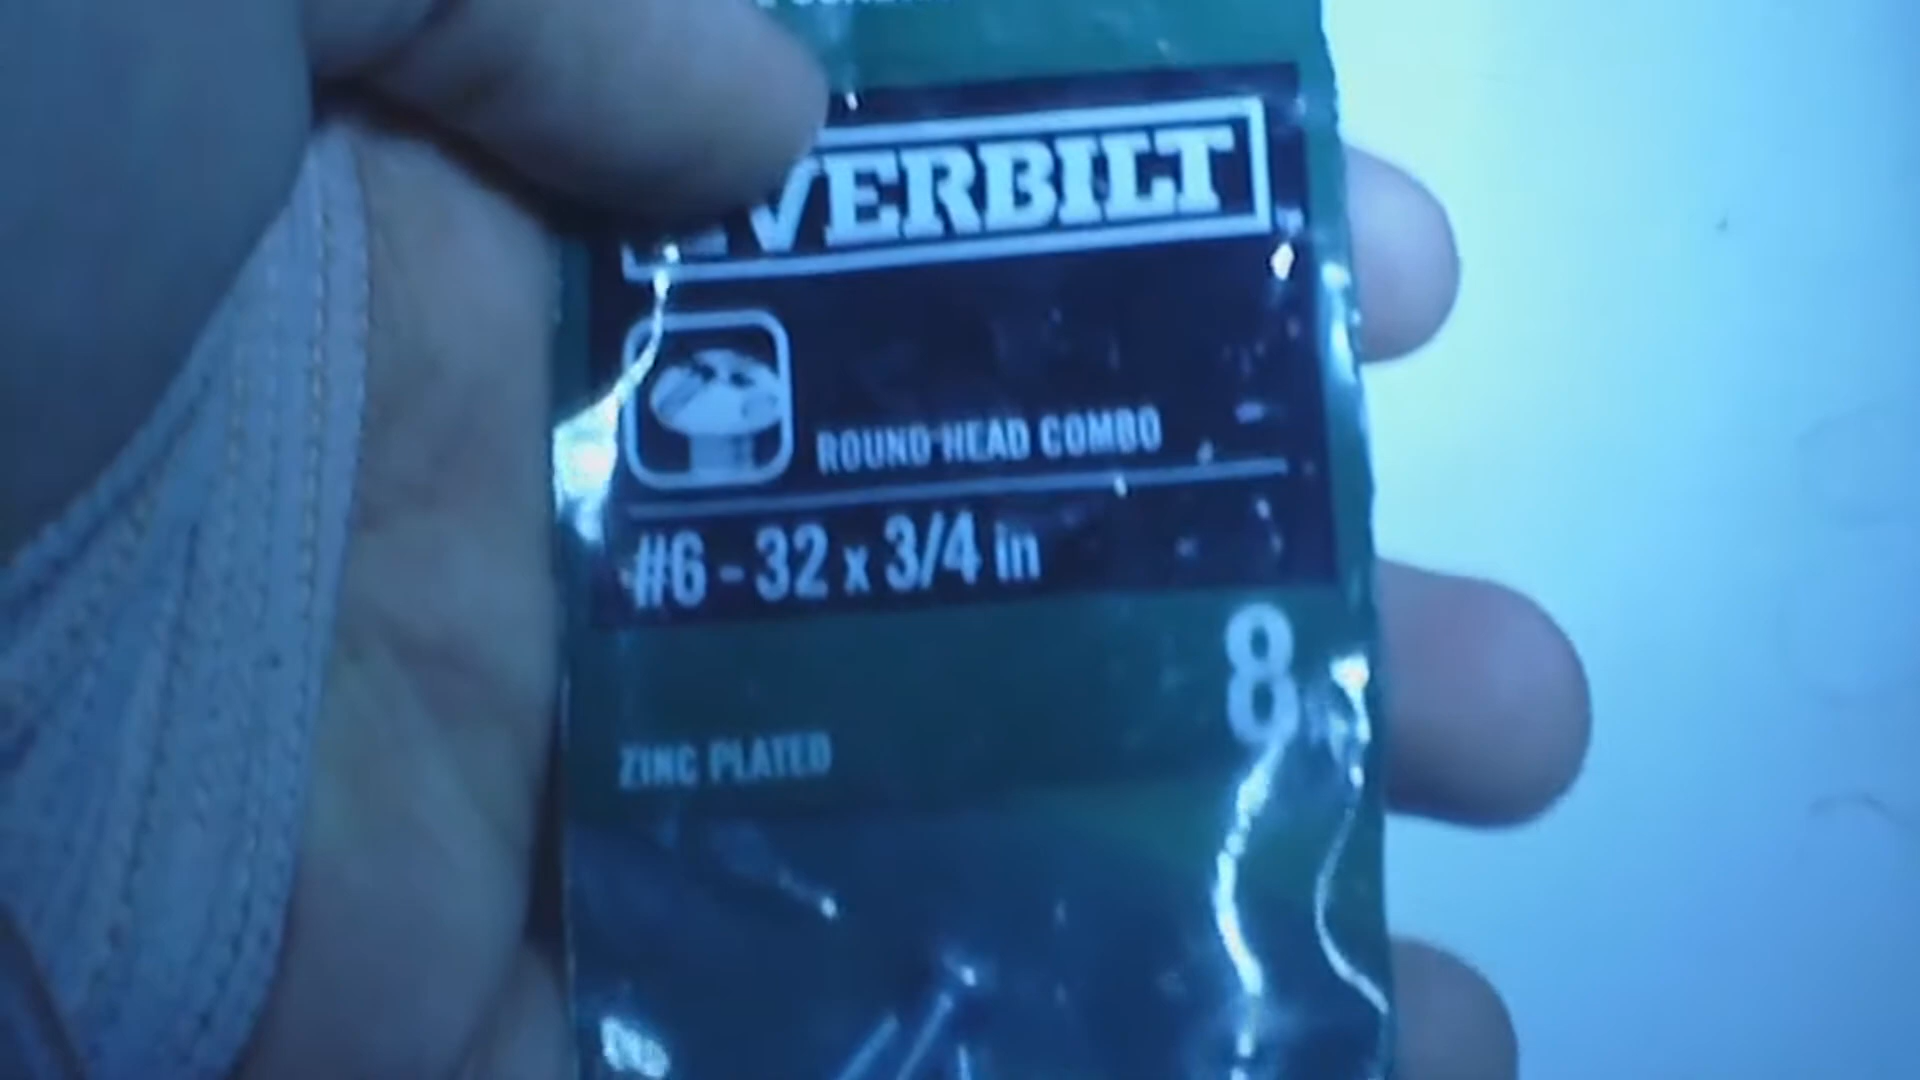 VERBILT
ROUND HEAD COMBO
#6 - 32 x 3/4 in
8
ZINC PLATED